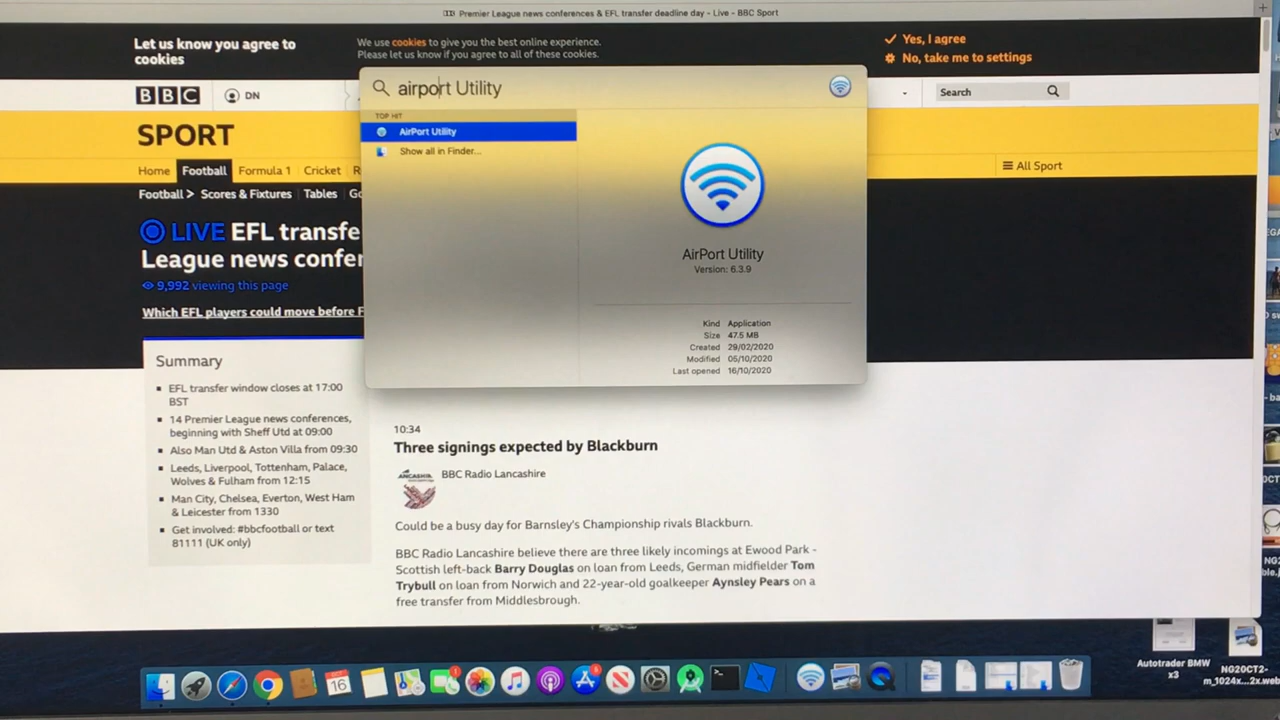 Premier League news conferences & EFL transfer deadline day - Live - BBC Sport
Let us know you agree to
cookies
We use cookies to give you the best online experience.
Please let us know if you agree to all of these cookies.
Yes, I agree
No, take me to settings
airport Utility
BBC
DN
Search
TOP HIT
AirPort Utility
Show all in Finder...
SPORT
Home
Football
Formula 1
Cricket
R
All Sport
Football >
Scores & Fixtures
Tables
LIVE EFL transfe
League news confer
9,992 viewing this page
Which EFL players could move before F
AirPort Utility
Version: 6.3.9
Kind Application
Size 47.5 MB
Created 29/02/2020
Modified 05/10/2020
Last opened 16/10/2020
Summary
EFL transfer window closes at 17:00
BST
14 Premier League news conferences,
beginning with Sheff Utd at 09:00
Also Man Utd & Aston Villa from 09:30
Leeds, Liverpool, Tottenham, Palace,
Wolves & Fulham from 12:15
Man City, Chelsea, Everton, West Ham
& Leicester from 1330
Get involved: #bbcfootball or text
81111 (UK only)
10:34
Three signings expected by Blackburn
BBC Radio Lancashire
Could be a busy day for Barnsley's Championship rivals Blackburn.
BBC Radio Lancashire believe there are three likely incomings at Ewood Park -
Scottish left-back Barry Douglas on loan from Leeds, German midfielder Tom
Trybull on loan from Norwich and 22-year-old goalkeeper Aynsley Pears on a
free transfer from Middlesbrough.
Autotrader BMW
x3
NG20CT2-
m_1024x...2x.web
16